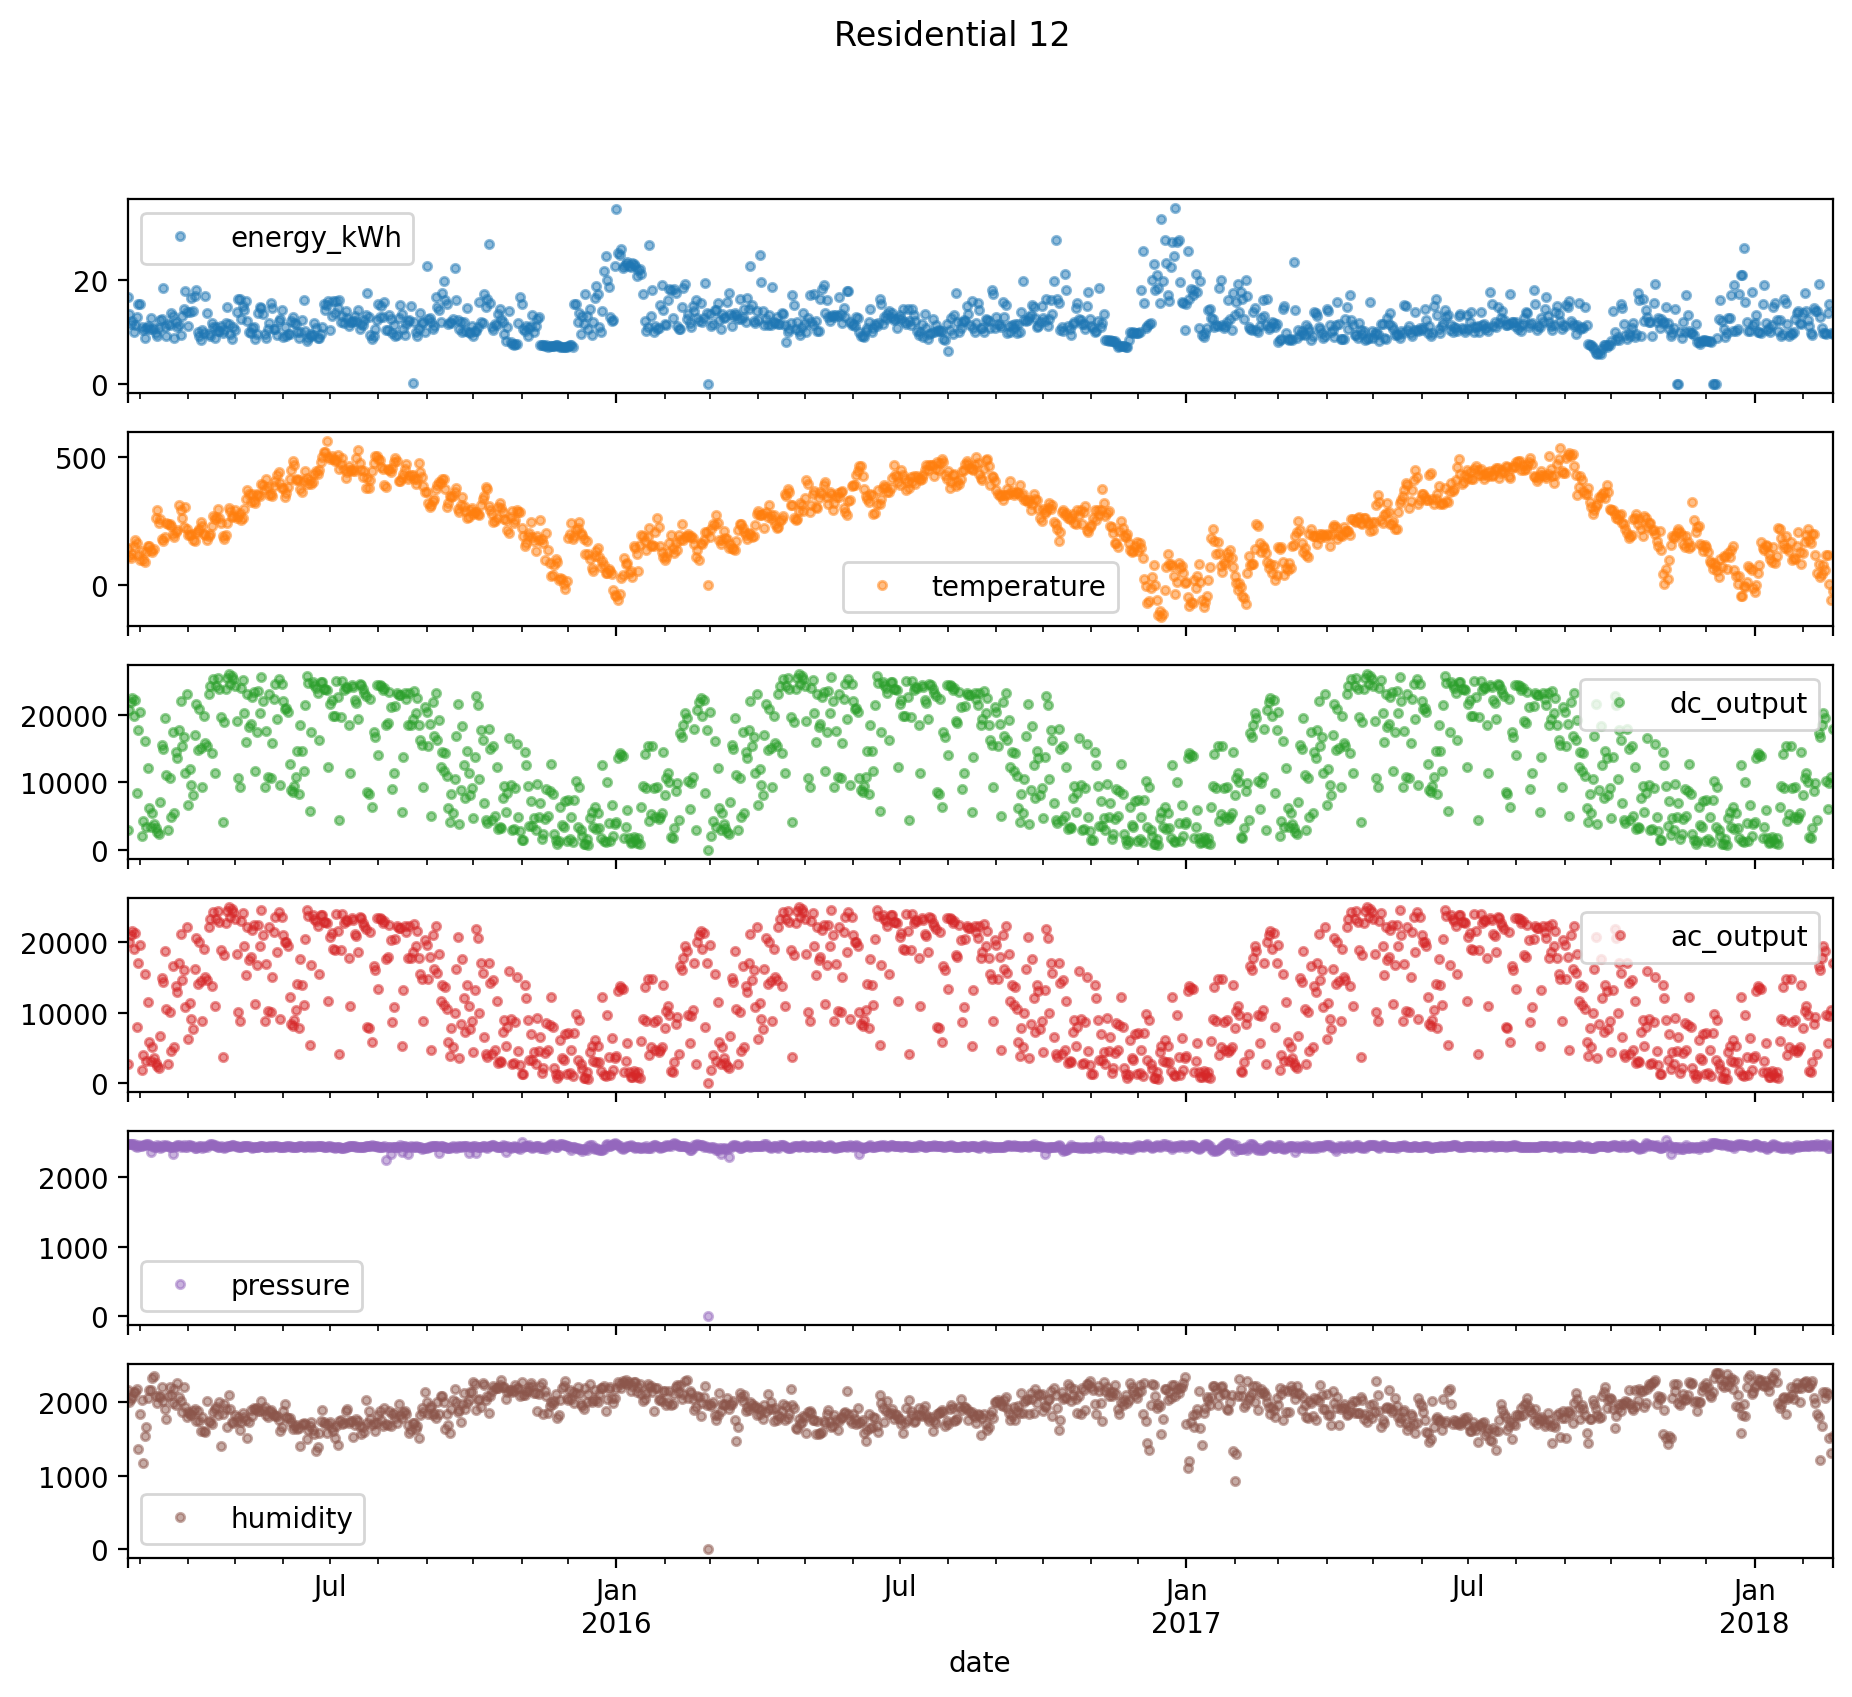 Residential 12
energy_kWh
20
0
500
temperature
0
dc_output
20000
10000
0
ac_output
20000
10000
0
2000
1000
pressure
0
2000
1000
humidity
0
Jul
Jan
2016
Jul
Jan
2017
Jul
Jan
2018
date